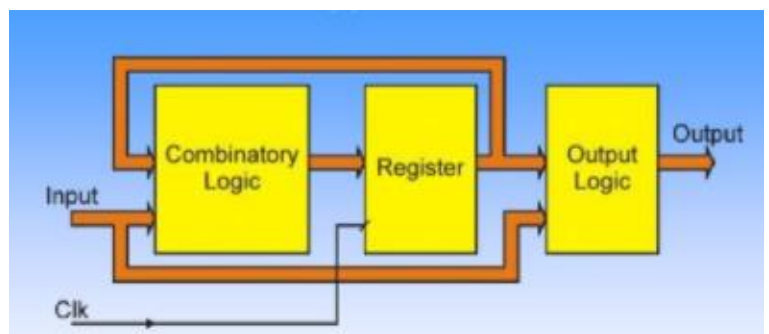 Combinatory
Logic
Register
Output
Logic
Output
Input
Clk